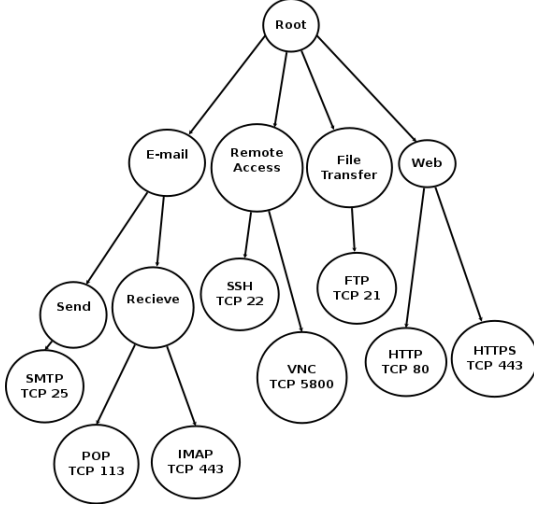 Root
E-mail
Remote
Access
File
Transfer
Web
Send
Recieve
SSH
TCP 22
FTP
TCP 21
SMTP
TCP 25
VNC
TCP 5800
HTTP
TCP 80
HTTPS
TCP 443
POP
TCP 113
IMAP
TCP 443